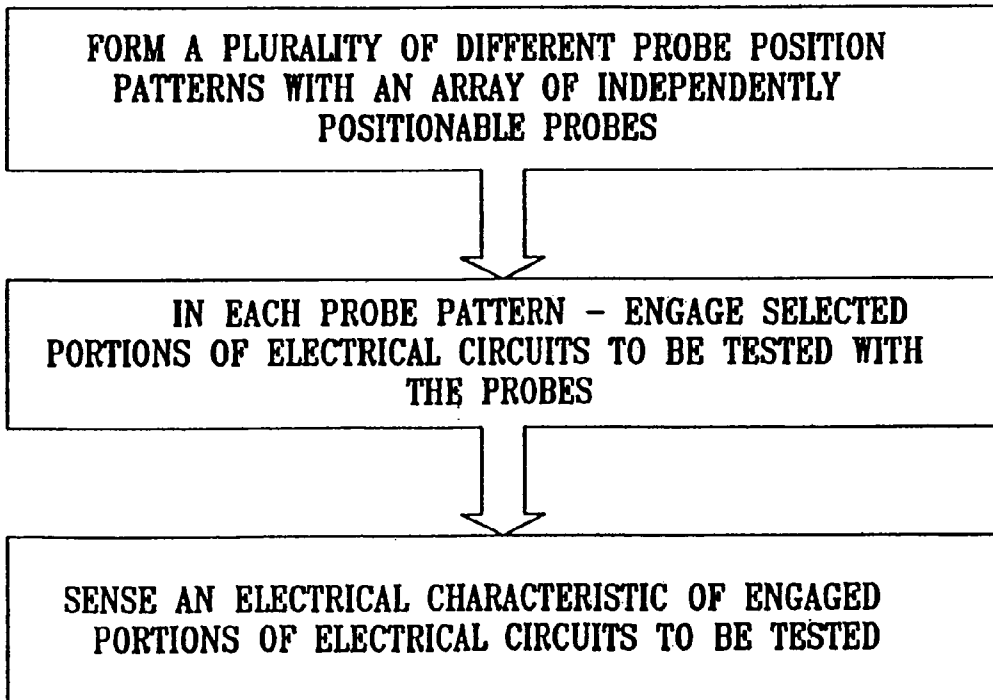 FORM A PLURALITY OF DIFFERENT PROBE POSITION
PATTERNS WITH AN ARRAY OF INDEPENDENTLY
POSITIONABLE PROBES
IN EACH PROBE PATTERN – ENGAGE SELECTED
PORTIONS OF ELECTRICAL CIRCUITS TO BE TESTED WITH
THE PROBES
SENSE AN ELECTRICAL CHARACTERISTIC OF ENGAGED
PORTIONS OF ELECTRICAL CIRCUITS TO BE TESTED